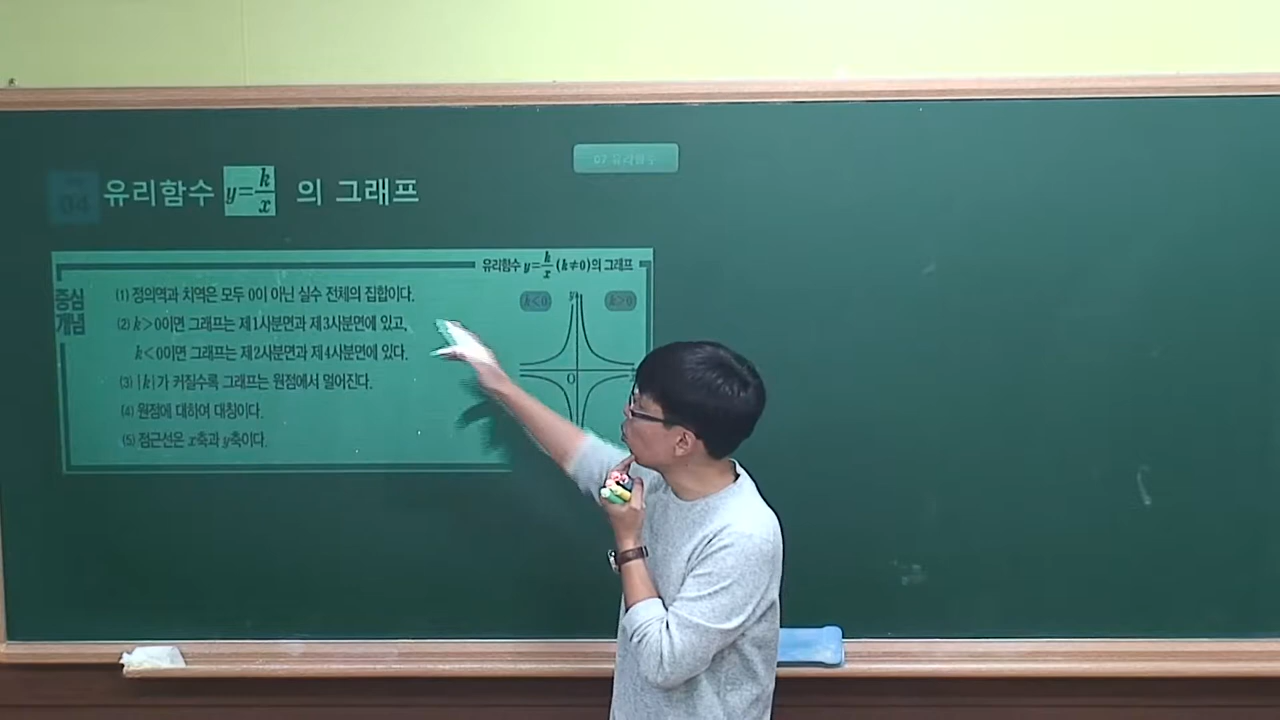 07 유리함수
유리함수 y=k/x 의 그래프
유리함수 y=k/x (k≠0)의 그래프
중심
개념
(1) 정의역과 치역은 모두 0이 아닌 실수 전체의 집합이다.
(2) k>0이면 그래프는 제1사분면과 제3사분면에 있고,
k<0이면 그래프는 제2사분면과 제4사분면에 있다.
(3) |k|가 커질수록 그래프는 원점에서 멀어진다.
(4) 원점에 대하여 대칭이다.
(5) 점근선은 x축과 y축이다.
k<0
k>0
y
O